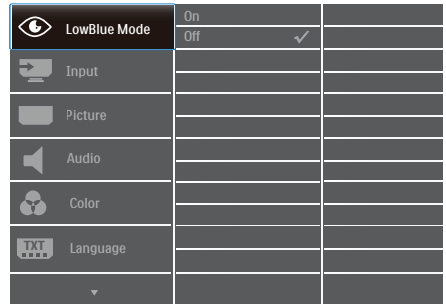 LowBlue Mode
On
Off
Input
Picture
Audio
Color
TXT
Language